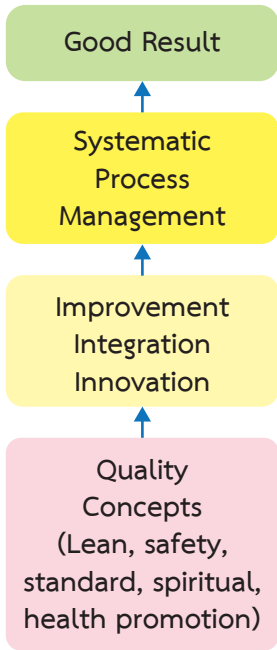 Good Result
Systematic
Process
Management
Improvement
Integration
Innovation
Quality
Concepts
(Lean, safety,
standard, spiritual,
health promotion)